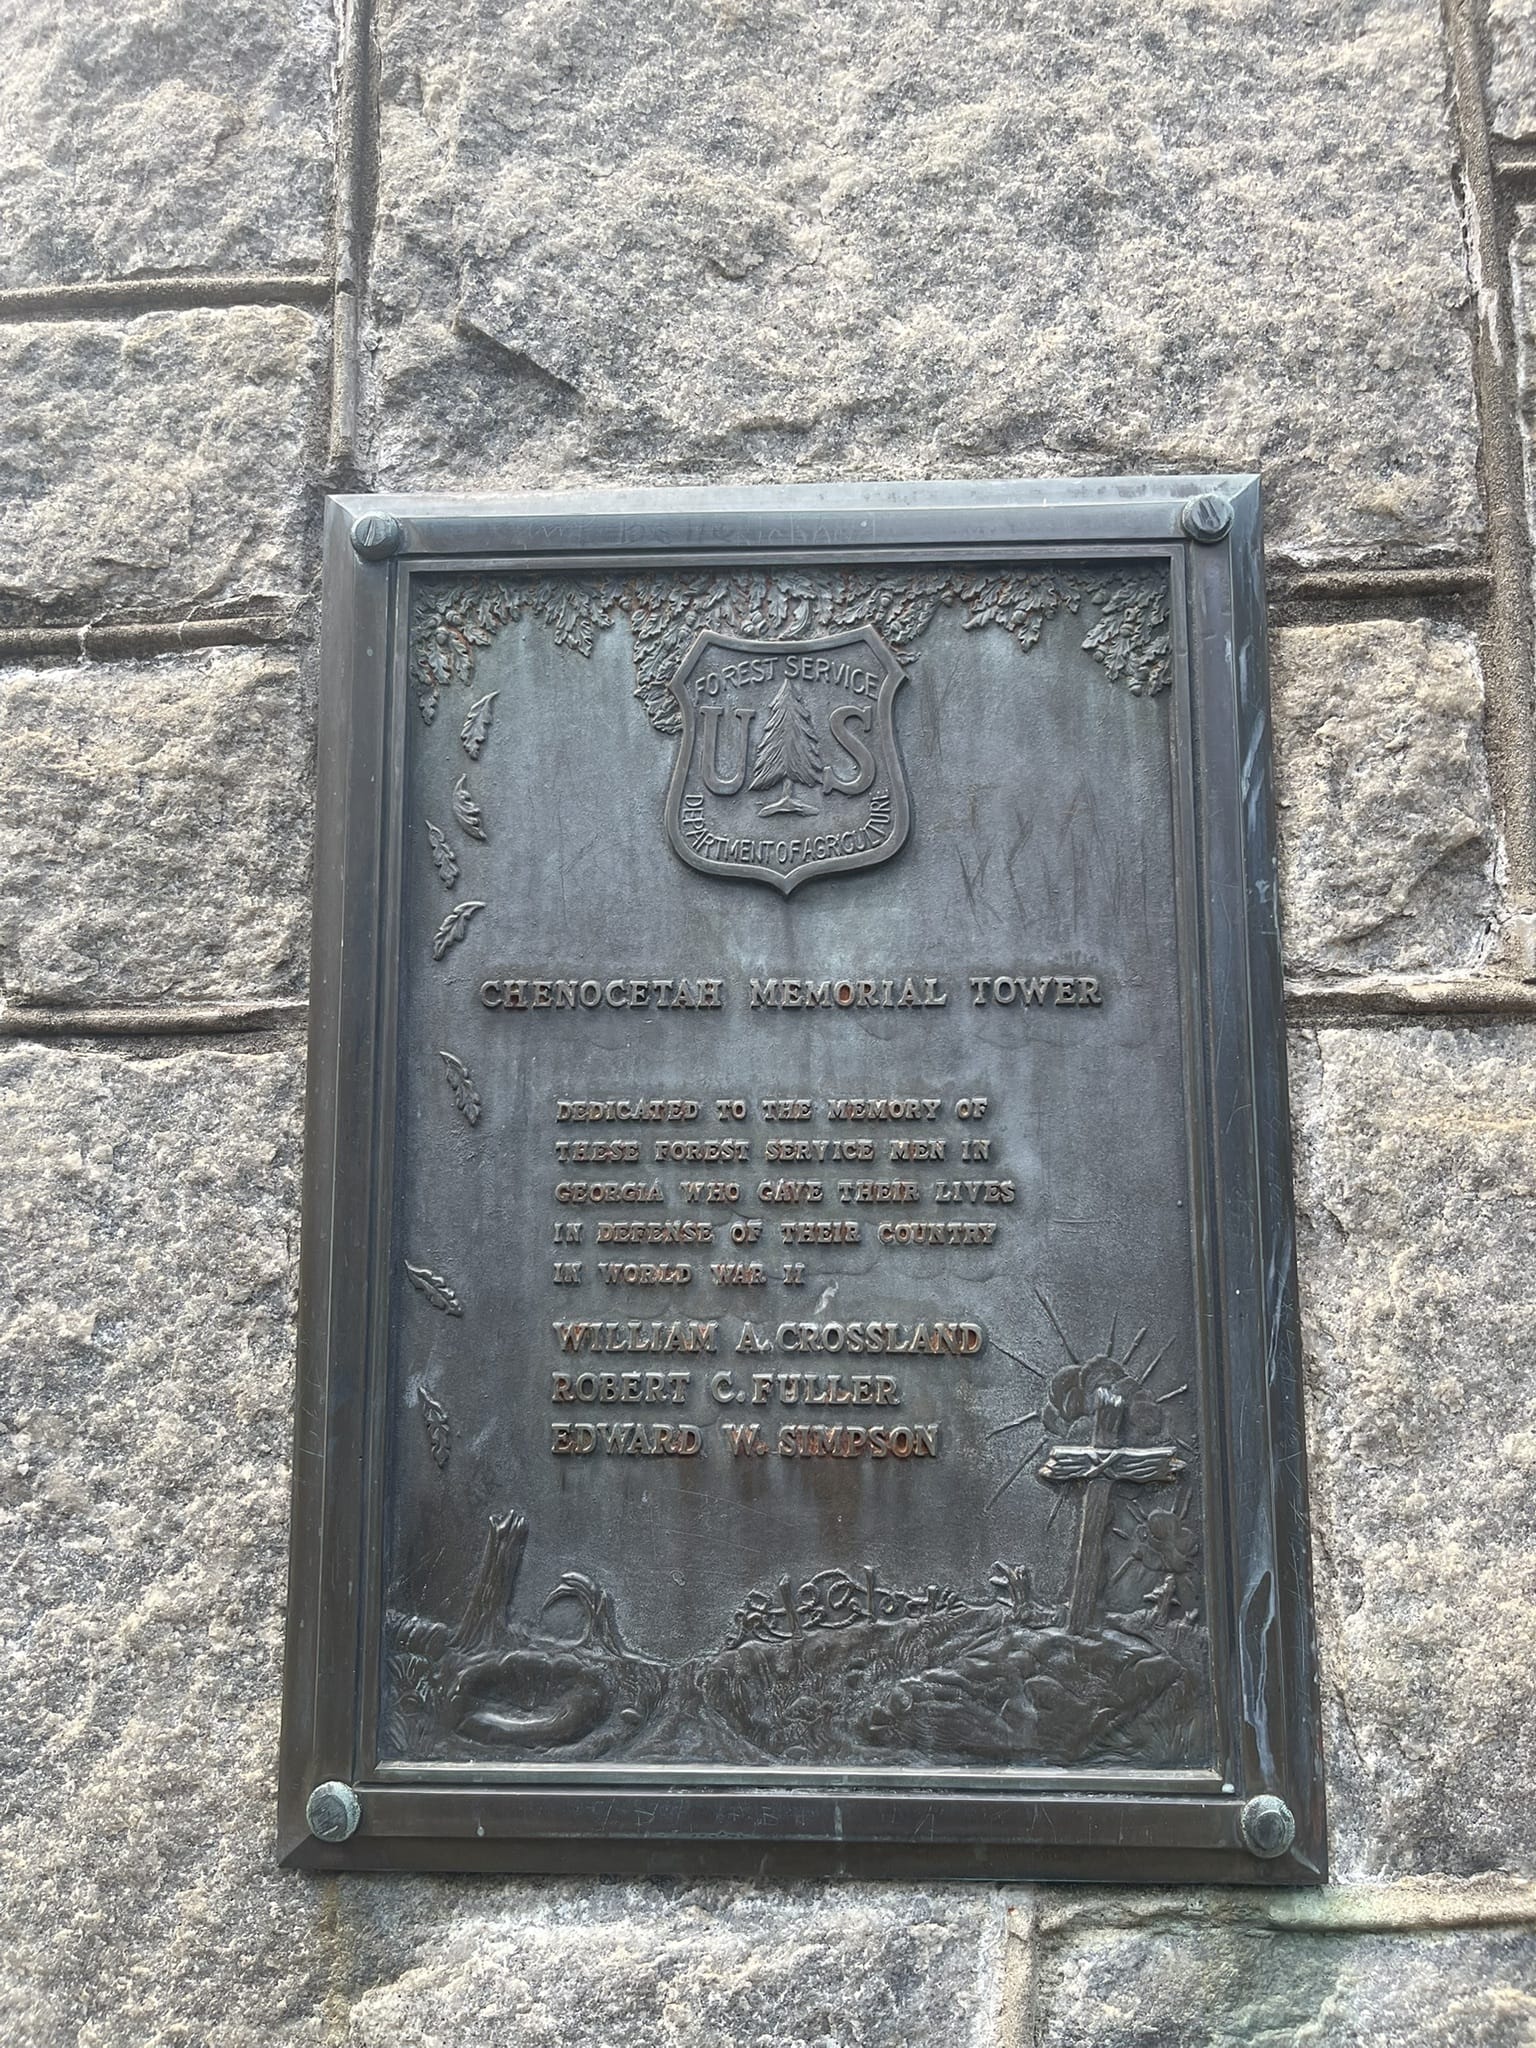 FOREST SERVICE
U S
DEPARTMENT OF AGRICULTURE
CHENOCETAH MEMORIAL TOWER
DEDICATED TO THE MEMORY OF
THESE FOREST SERVICE MEN IN
GEORGIA WHO GAVE THEIR LIVES
IN DEFENSE OF THEIR COUNTRY
IN WORLD WAR II
WILLIAM A. CROSSLAND
ROBERT C. FULLER
EDWARD W. SIMPSON